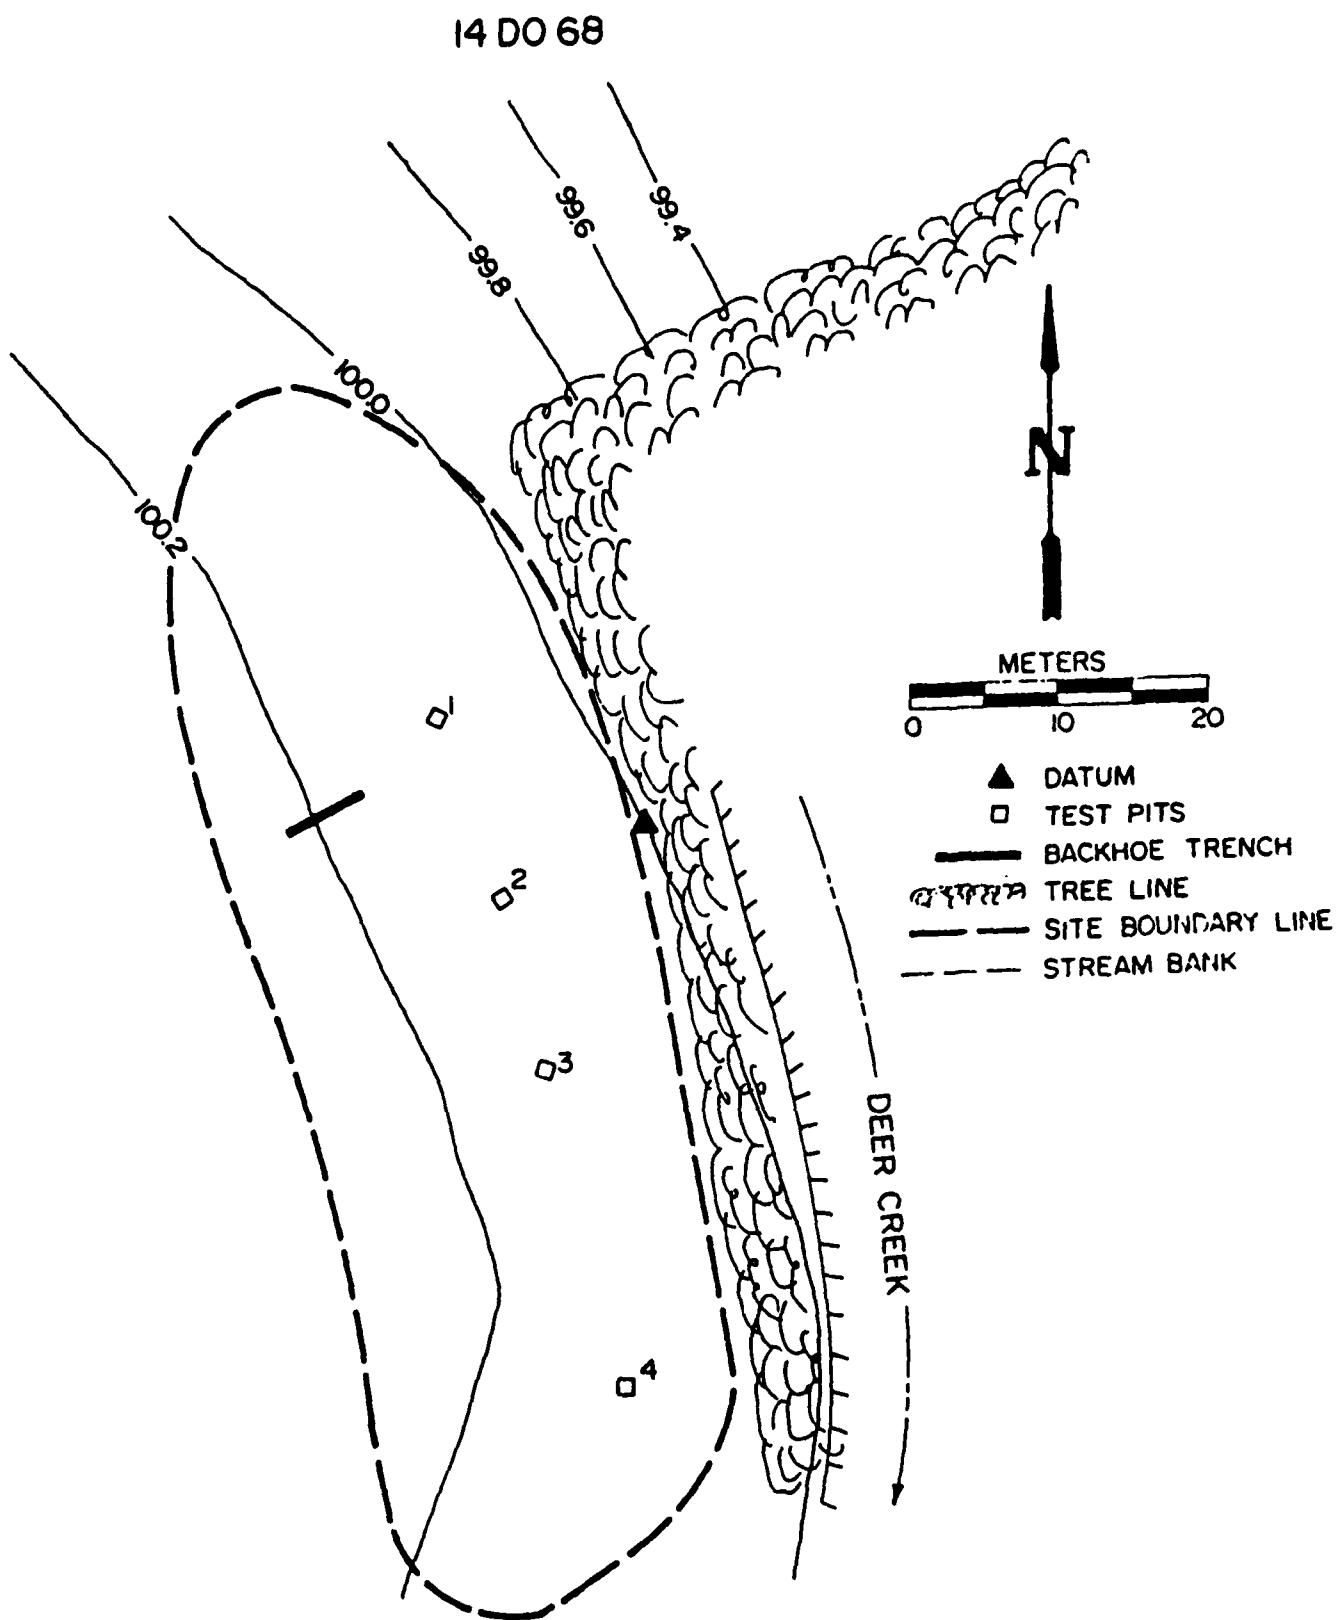 14 DO 68
99.4
99.6
99.8
100.0
100.2
N
METERS
0 10 20
DATUM
TEST PITS
BACKHOE TRENCH
TREE LINE
SITE BOUNDARY LINE
STREAM BANK
1
2
3
4
DEER CREEK